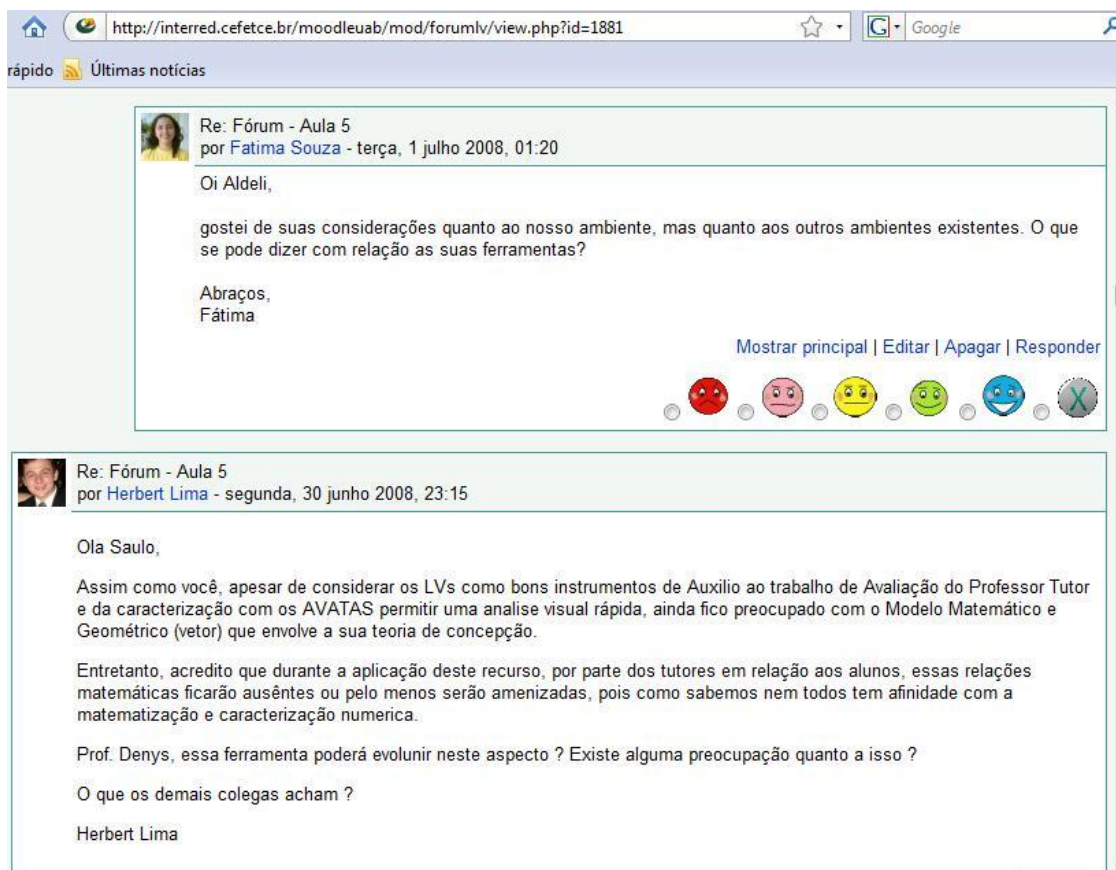 http://interred.cefetce.br/moodleuab/mod/forumlv/view.php?id=1881
G
Google
rápido
Últimas notícias
Re: Fórum - Aula 5
por Fatima Souza - terça, 1 julho 2008, 01:20
Oi Aldeli,
gostei de suas considerações quanto ao nosso ambiente, mas quanto aos outros ambientes existentes. O que
se pode dizer com relação as suas ferramentas?
Abraços,
Fátima
Mostrar principal | Editar | Apagar | Responder
X
Re: Fórum - Aula 5
por Herbert Lima - segunda, 30 junho 2008, 23:15
Ola Saulo,
Assim como você, apesar de considerar os LVs como bons instrumentos de Auxilio ao trabalho de Avaliação do Professor Tutor
e da caracterização com os AVATAS permitir uma analise visual rápida, ainda fico preocupado com o Modelo Matemático e
Geométrico (vetor) que envolve a sua teoria de concepção.
Entretanto, acredito que durante a aplicação deste recurso, por parte dos tutores em relação aos alunos, essas relações
matemáticas ficarão ausêntes ou pelo menos serão amenizadas, pois como sabemos nem todos tem afinidade com a
matematização e caracterização numerica.
Prof. Denys, essa ferramenta poderá evolunir neste aspecto ? Existe alguma preocupação quanto a isso ?
O que os demais colegas acham ?
Herbert Lima